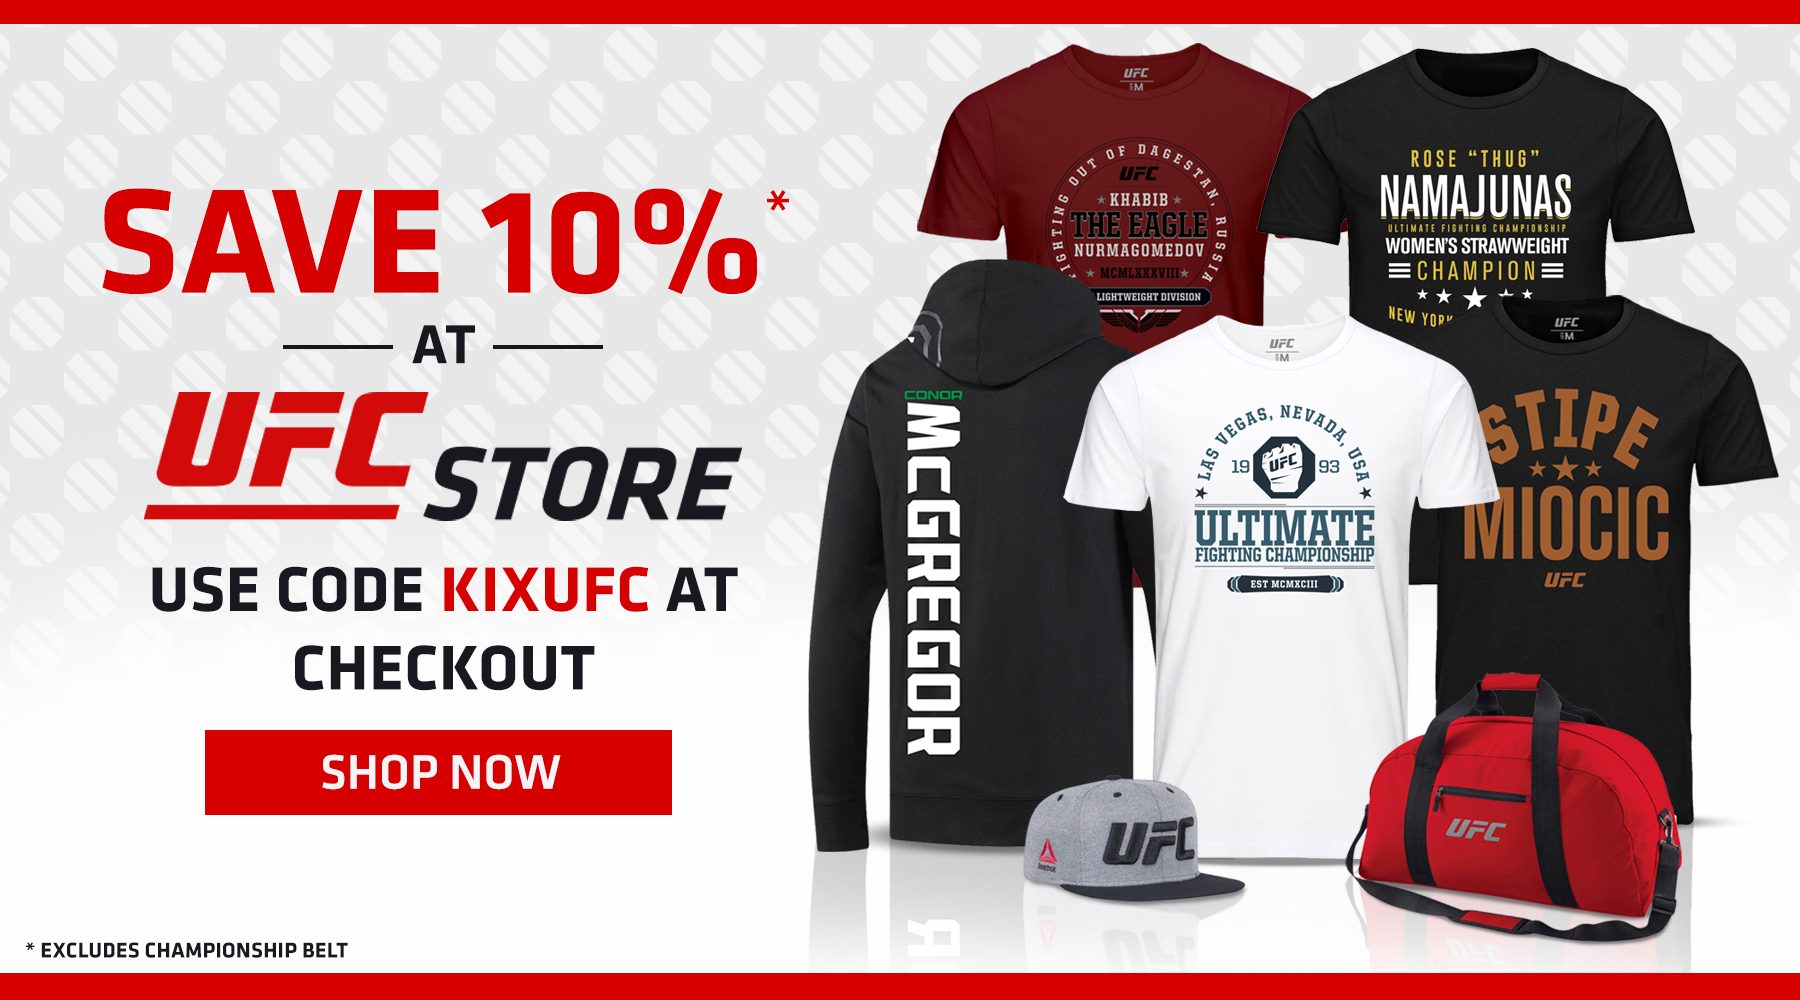 SAVE 10%*
AT
UFC STORE
USE CODE KIXUFC AT
CHECKOUT
SHOP NOW
* EXCLUDES CHAMPIONSHIP BELT
UFC
M
FIGHTING OUT OF DAGESTAN, RUSSIA
UFC
KHABIB
THE EAGLE
NURMAGOMEDOV
MCMLXXXVIII
LIGHTWEIGHT DIVISION
ROSE “THUG”
NAMAJUNAS
ULTIMATE FIGHTING CHAMPIONSHIP
WOMEN'S STRAWWEIGHT
CHAMPION
NEW YORK
CONOR
MCGREGOR
UFC
M
LAS VEGAS, NEVADA, USA
19 UFC 93
ULTIMATE
FIGHTING CHAMPIONSHIP
EST MCMXCIII
UFC
M
STIPE
MIOCIC
UFC
UFC
Reebok
UFC